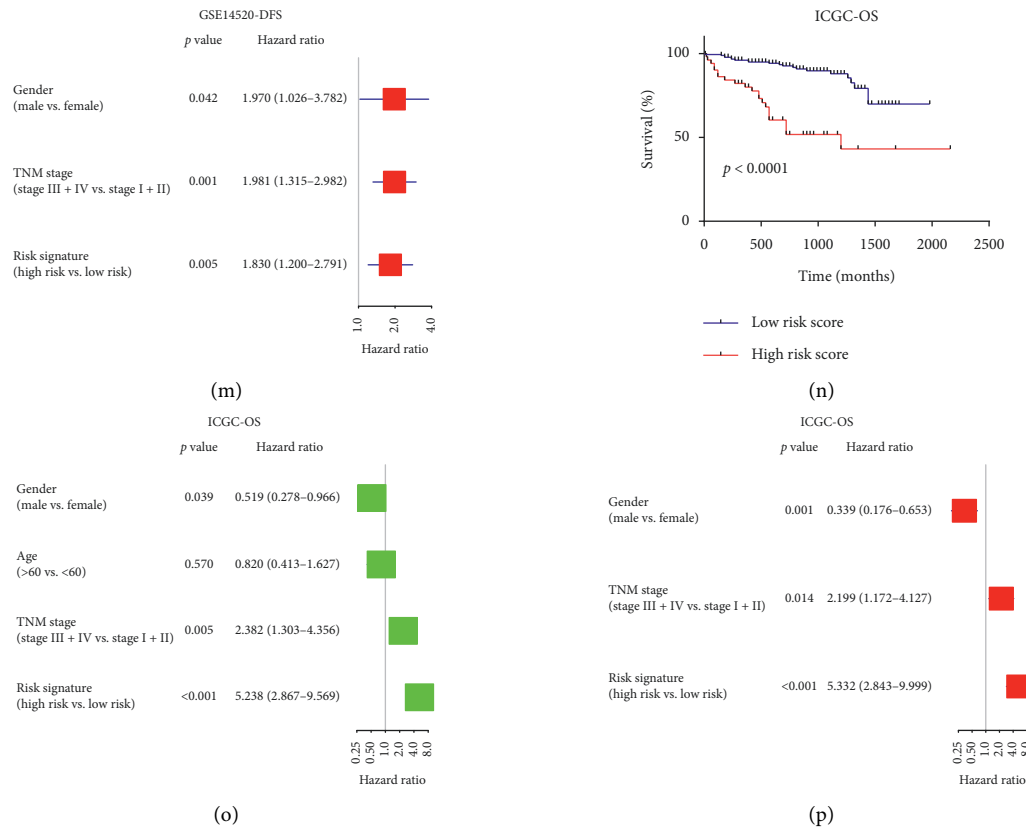 GSE14520-DFS
p value Hazard ratio
Gender
(male vs. female) 0.042 1.970 (1.026–3.782)
TNM stage
(stage III + IV vs. stage I + II) 0.001 1.981 (1.315–2.982)
Risk signature
(high risk vs. low risk) 0.005 1.830 (1.200–2.791)
1.0 2.0 4.0
Hazard ratio
(m)
ICGC-OS
100
50
0
Survival (%)
p < 0.0001
0 500 1000 1500 2000 2500
Time (months)
Low risk score
High risk score
(n)
ICGC-OS
p value Hazard ratio
Gender
(male vs. female) 0.039 0.519 (0.278–0.966)
Age
(>60 vs. <60) 0.570 0.820 (0.413–1.627)
TNM stage
(stage III + IV vs. stage I + II) 0.005 2.382 (1.303–4.356)
Risk signature
(high risk vs. low risk) <0.001 5.238 (2.867–9.569)
0.25 0.50 1.0 2.0 4.0 8.0
Hazard ratio
(o)
ICGC-OS
p value Hazard ratio
Gender
(male vs. female) 0.001 0.339 (0.176–0.653)
TNM stage
(stage III + IV vs. stage I + II) 0.014 2.199 (1.172–4.127)
Risk signature
(high risk vs. low risk) <0.001 5.332 (2.843–9.999)
0.25 0.50 1.0 2.0 4.0 8.0
Hazard ratio
(p)